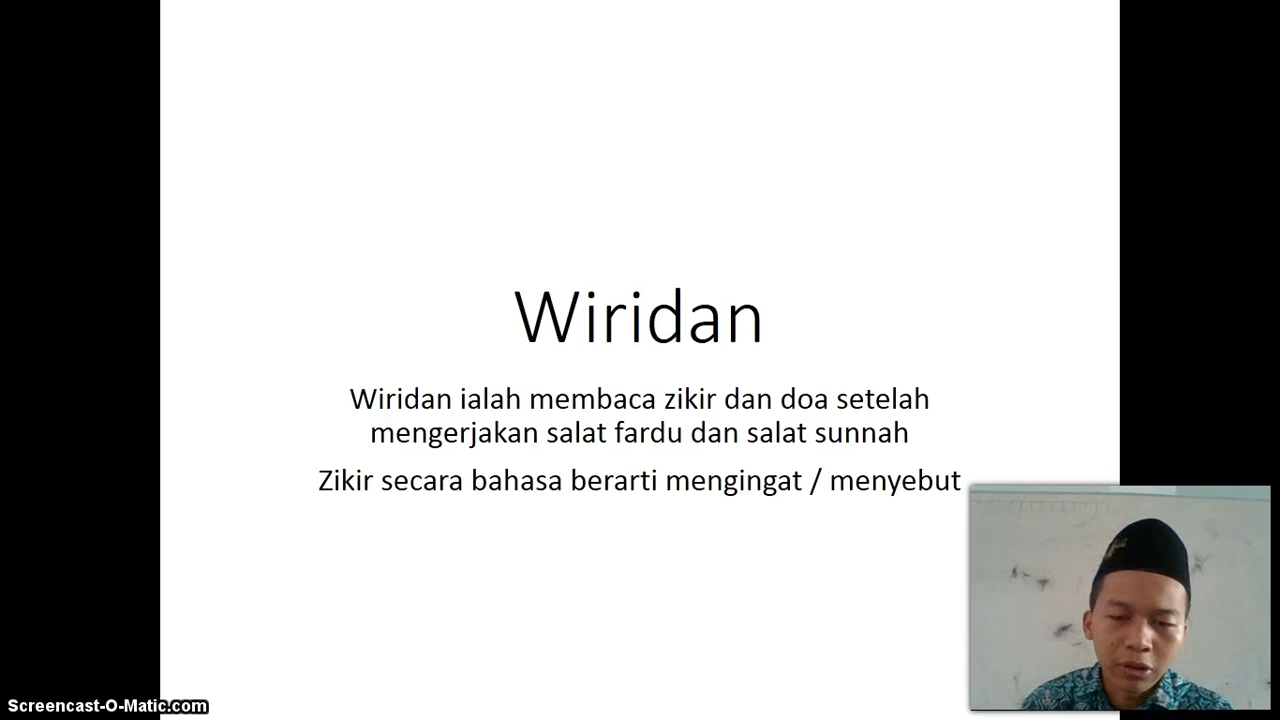 Wiridan
Wiridan ialah membaca zikir dan doa setelah
mengerjakan salat fardu dan salat sunnah
Zikir secara bahasa berarti mengingat / menyebut
Screencast-O-Matic.com